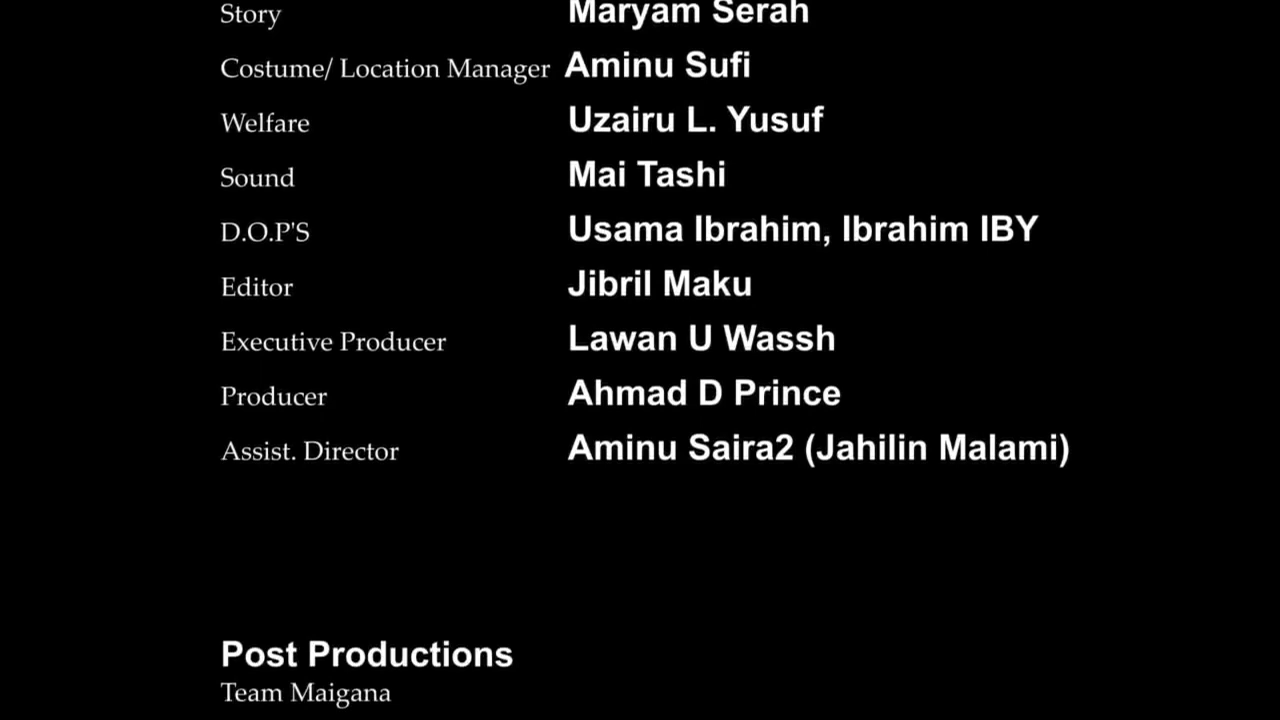 Story Maryam Serah
Costume/ Location Manager Aminu Sufi
Welfare Uzairu L. Yusuf
Sound Mai Tashi
D.O.P'S Usama Ibrahim, Ibrahim IBY
Editor Jibril Maku
Executive Producer Lawan U Wassh
Producer Ahmad D Prince
Assist. Director Aminu Saira2 (Jahilin Malami)
Post Productions
Team Maigana